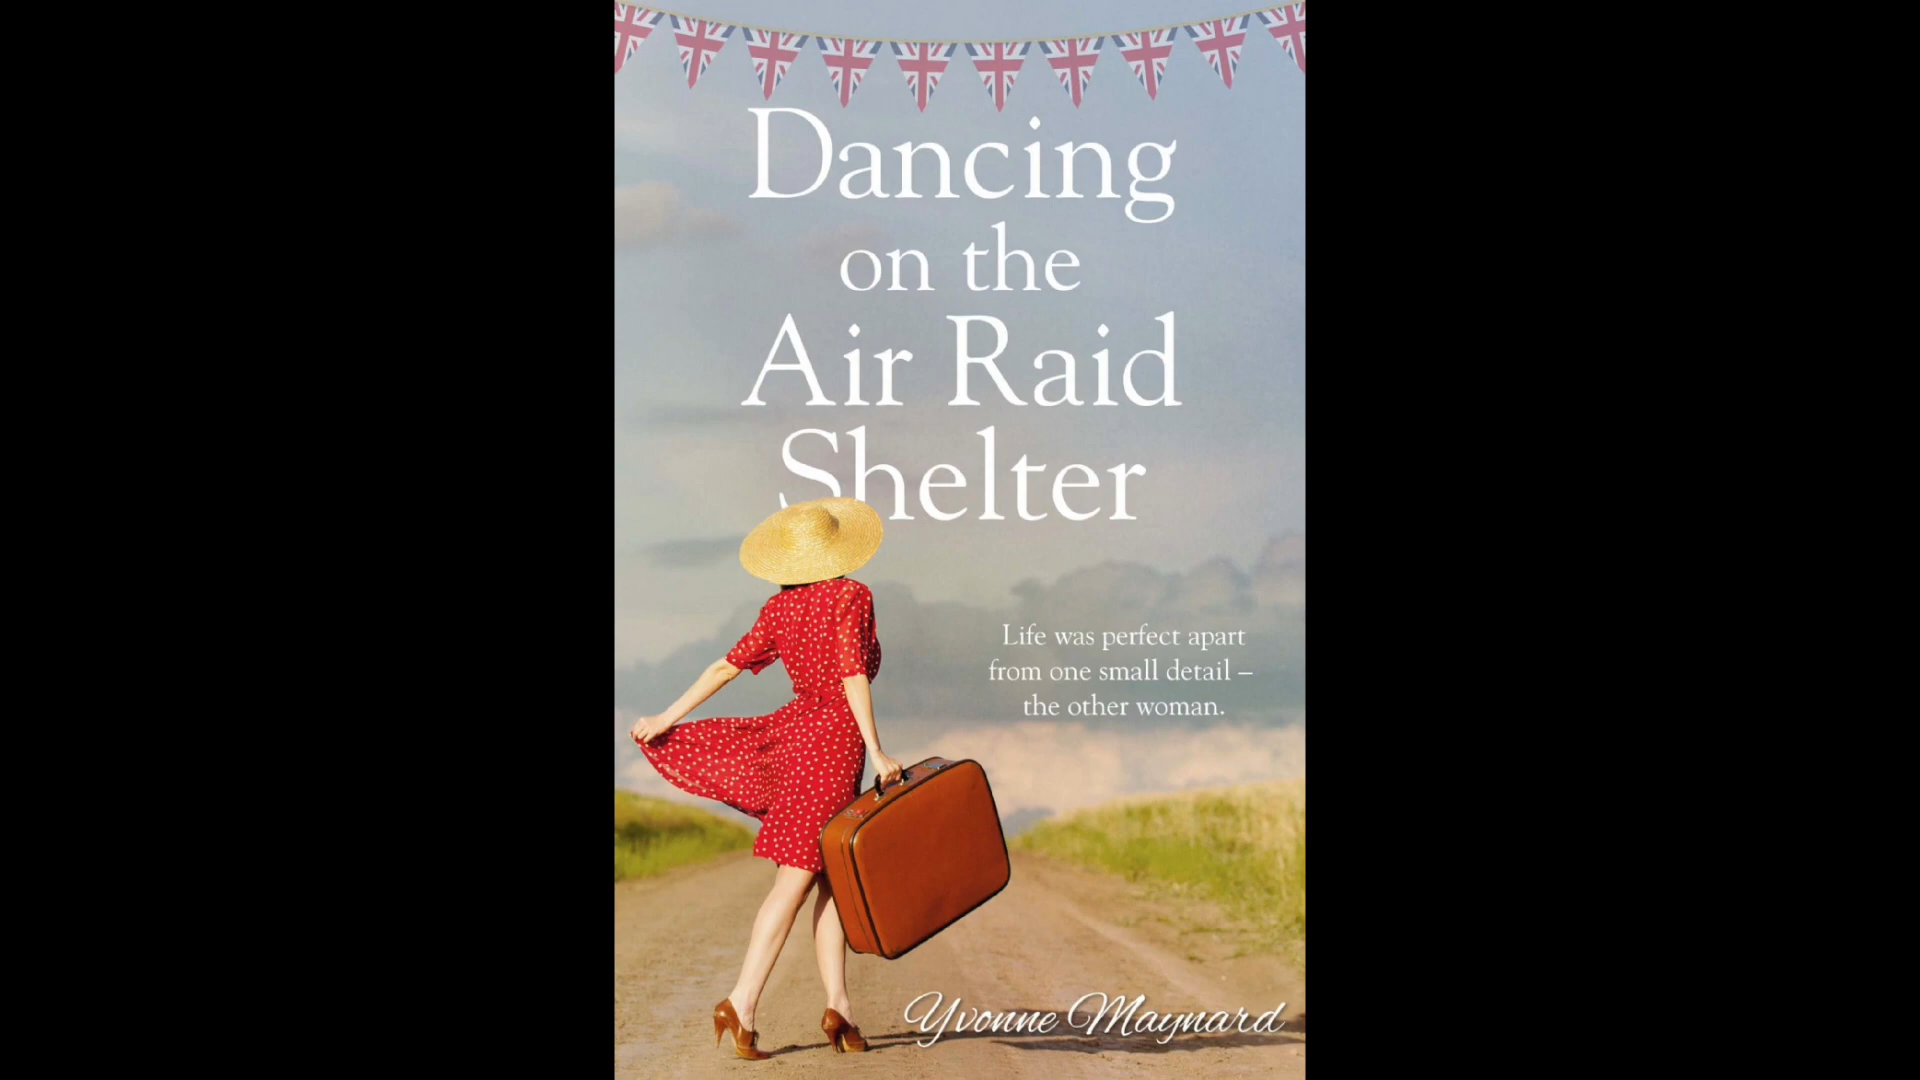 Dancing
on the
Air Raid
Shelter
Life was perfect apart
from one small detail –
the other woman.
Yvonne Maynard